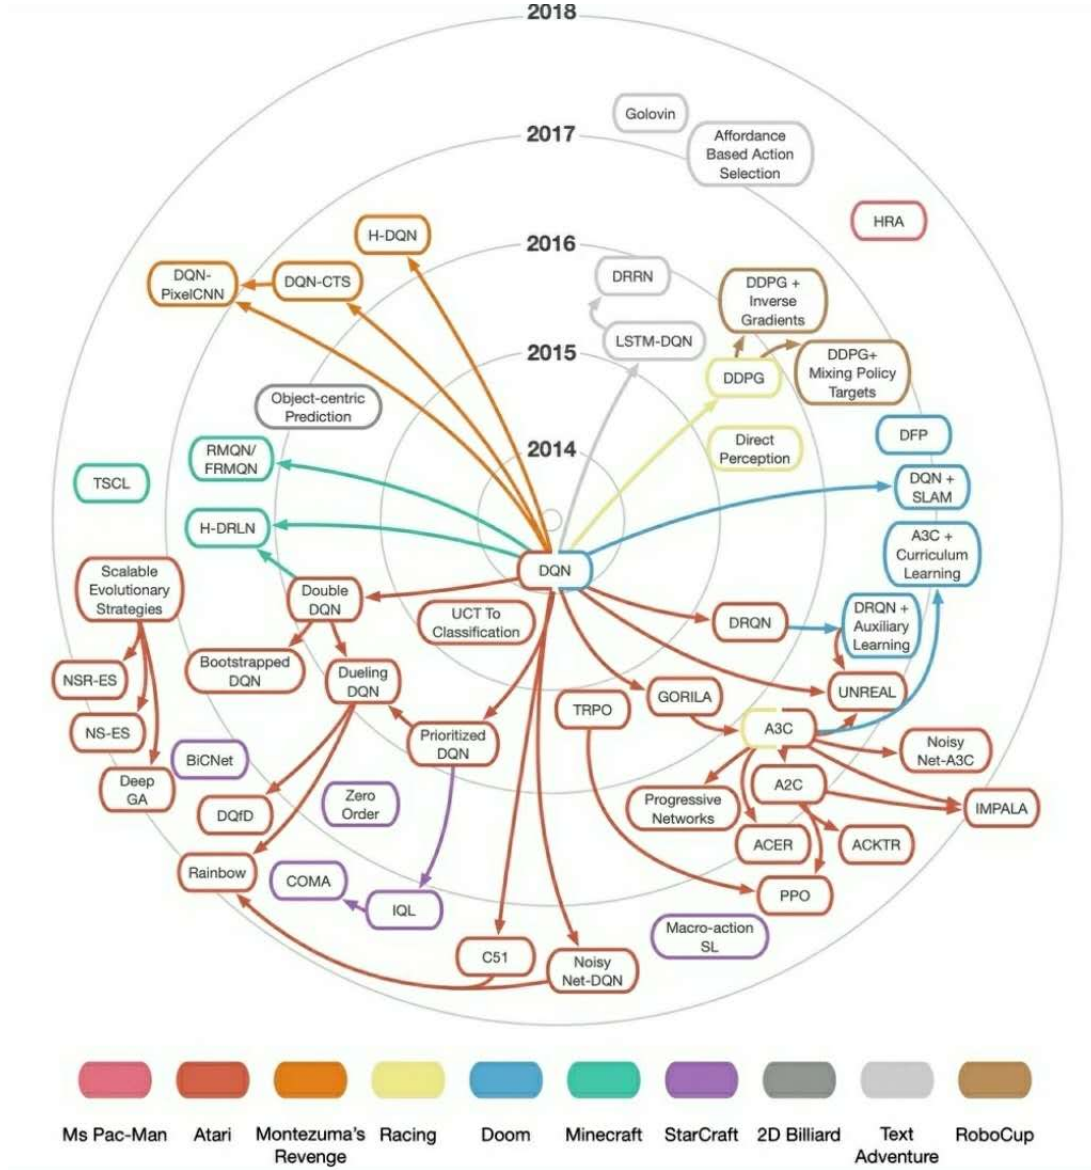 2018
Golovin
2017
Affordance
Based Action
Selection
HRA
H-DQN
2016
DQN-
PixelCNN
DQN-CTS
DRRN
DDPG +
Inverse
Gradients
LSTM-DQN
2015
DDPG
DDPG+
Mixing Policy
Targets
Object-centric
Prediction
DFP
Direct
Perception
2014
RMQN/
FRMQN
TSCL
DQN +
SLAM
H-DRLN
A3C +
Curriculum
Learning
DQN
Scalable
Evolutionary
Strategies
Double
DQN
UCT To
Classification
DRQN
DRQN +
Auxiliary
Learning
Bootstrapped
DQN
NSR-ES
Dueling
DQN
GORILA
UNREAL
TRPO
NS-ES
Prioritized
DQN
A3C
Noisy
Net-A3C
BiCNet
Deep
GA
A2C
Zero
Order
DQfD
Progressive
Networks
IMPALA
ACER
ACKTR
Rainbow
COMA
IQL
PPO
Macro-action
SL
C51
Noisy
Net-DQN
Ms Pac-Man
Atari
Montezuma's
Revenge
Racing
Doom
Minecraft
StarCraft
2D Billiard
Text
Adventure
RoboCup